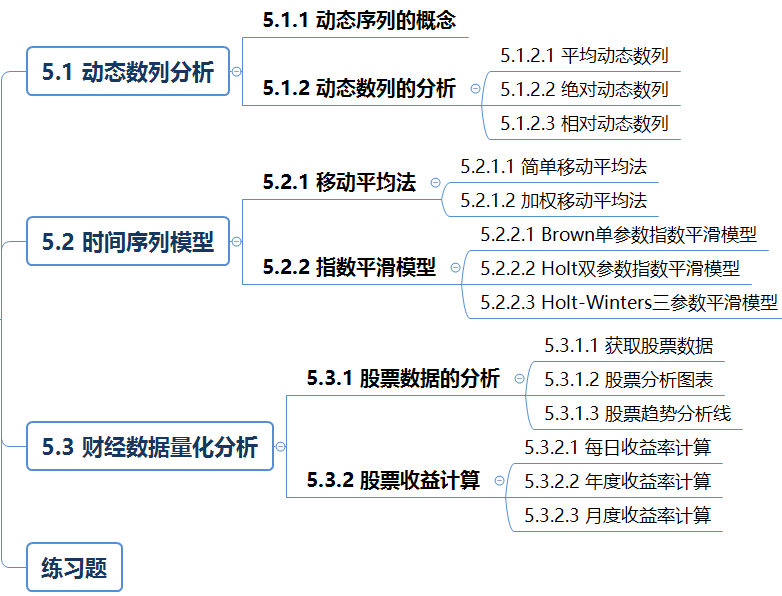 5.1 动态数列分析
5.1.1 动态序列的概念
5.1.2 动态数列的分析
5.1.2.1 平均动态数列
5.1.2.2 绝对动态数列
5.1.2.3 相对动态数列
5.2 时间序列模型
5.2.1 移动平均法
5.2.1.1 简单移动平均法
5.2.1.2 加权移动平均法
5.2.2 指数平滑模型
5.2.2.1 Brown单参数指数平滑模型
5.2.2.2 Holt双参数指数平滑模型
5.2.2.3 Holt-Winters三参数平滑模型
5.3 财经数据量化分析
5.3.1 股票数据的分析
5.3.1.1 获取股票数据
5.3.1.2 股票分析图表
5.3.1.3 股票趋势分析线
5.3.2 股票收益计算
5.3.2.1 每日收益率计算
5.3.2.2 年度收益率计算
5.3.2.3 月度收益率计算
练习题